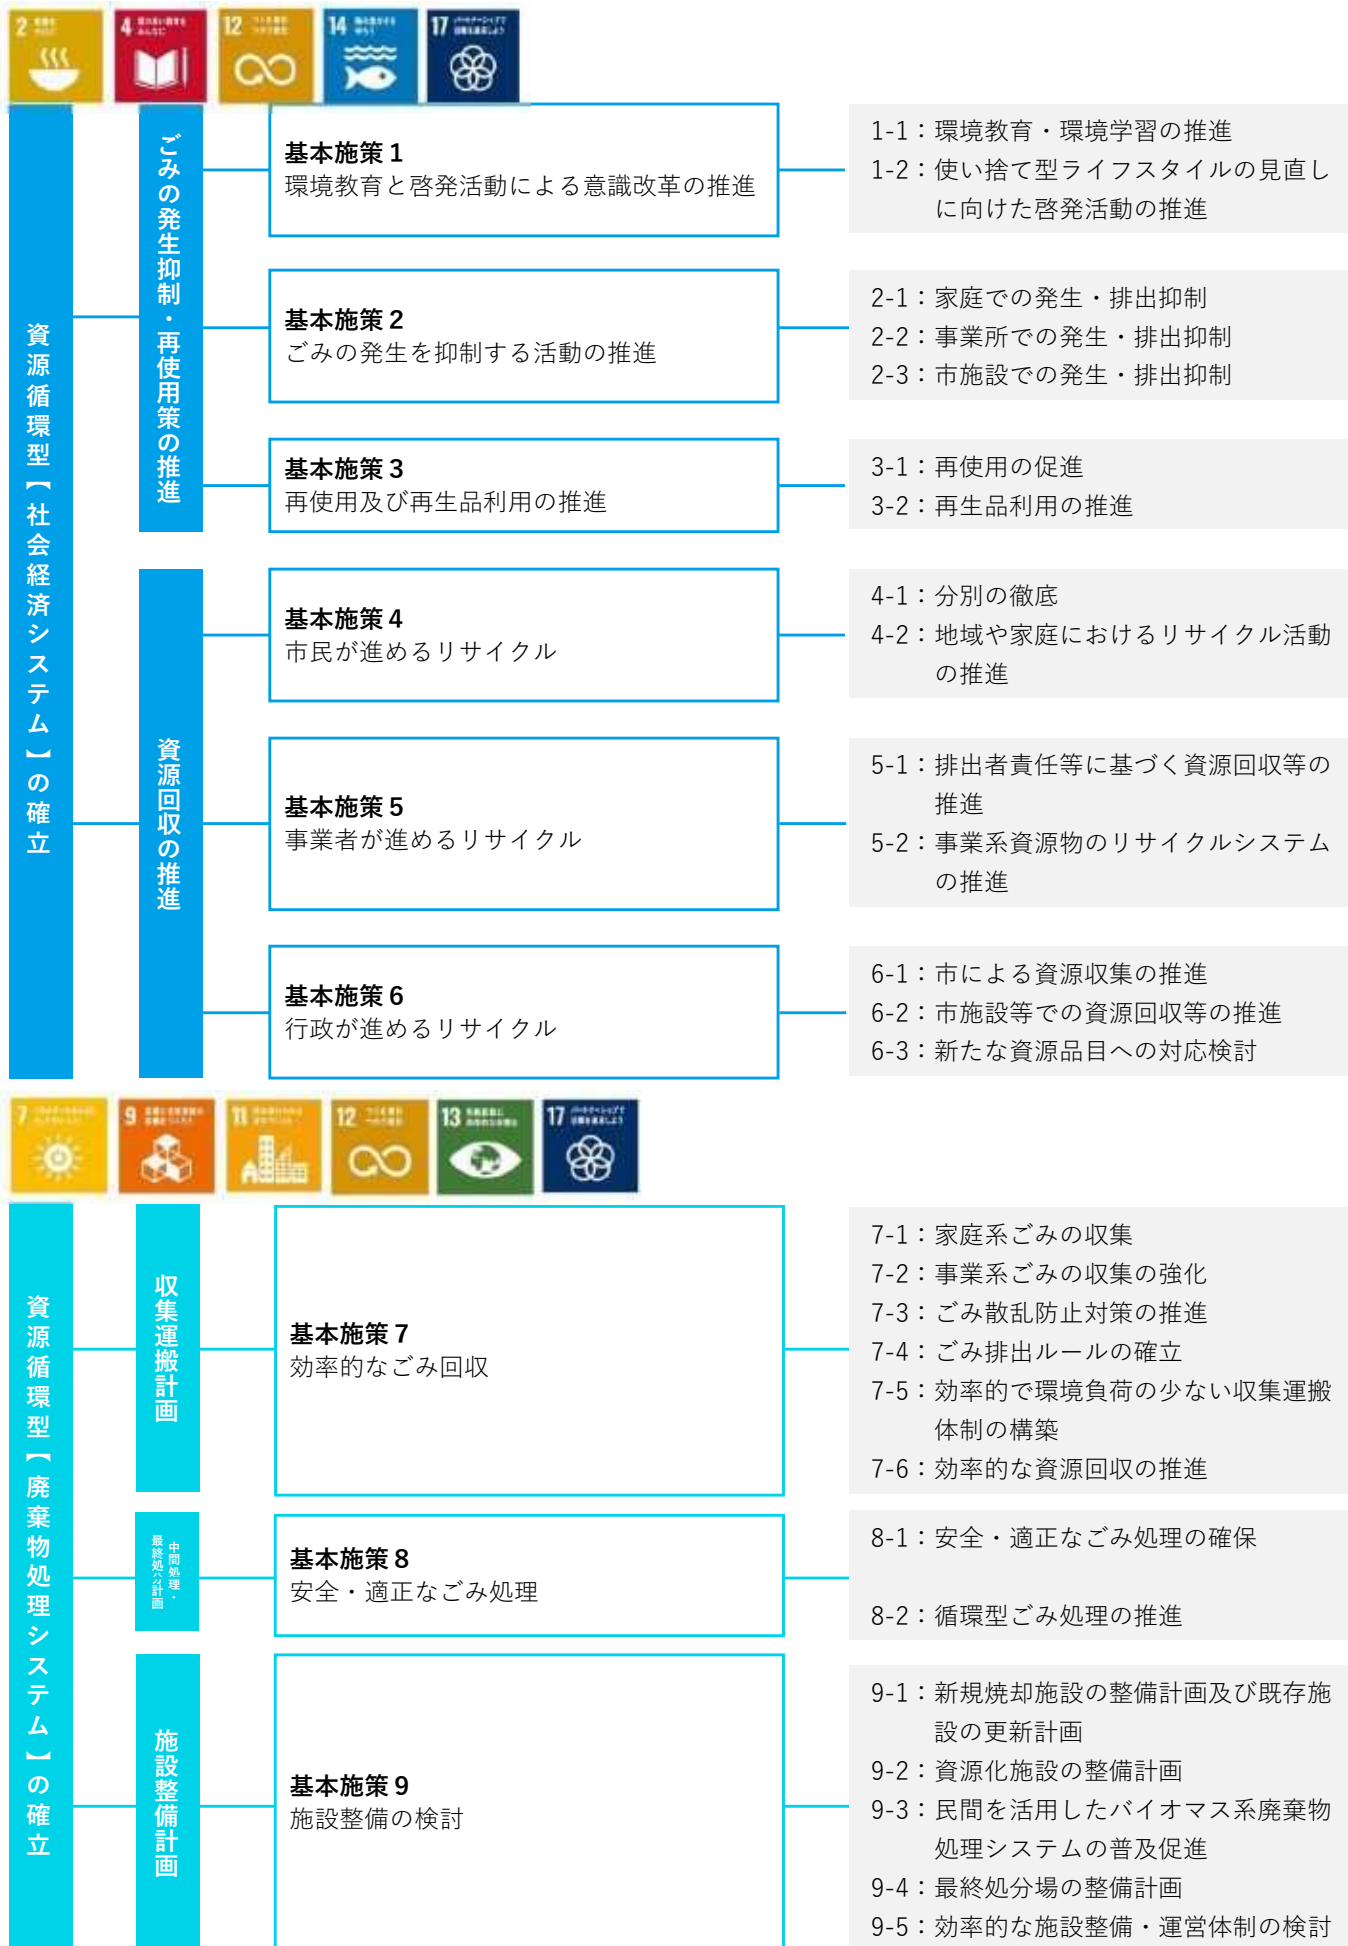 2
4
12
14
17
ごみの発生抑制・再使用策の推進
基本施策１
環境教育と啓発活動による意識改革の推進
1-1：環境教育・環境学習の推進
1-2：使い捨て型ライフスタイルの見直し
に向けた啓発活動の推進
資源循環型【社会経済システム】の確立
基本施策２
ごみの発生を抑制する活動の推進
2-1：家庭での発生・排出抑制
2-2：事業所での発生・排出抑制
2-3：市施設での発生・排出抑制
基本施策３
再使用及び再生品利用の推進
3-1：再使用の促進
3-2：再生品利用の推進
資源回収の推進
基本施策４
市民が進めるリサイクル
4-1：分別の徹底
4-2：地域や家庭におけるリサイクル活動
の推進
基本施策５
事業者が進めるリサイクル
5-1：排出者責任等に基づく資源回収等の
推進
5-2：事業系資源物のリサイクルシステム
の推進
基本施策６
行政が進めるリサイクル
6-1：市による資源収集の推進
6-2：市施設等での資源回収等の推進
6-3：新たな資源品目への対応検討
7
9
11
12
13
17
資源循環型【廃棄物処理システム】の確立
収集運搬計画
基本施策７
効率的なごみ回収
7-1：家庭系ごみの収集
7-2：事業系ごみの収集の強化
7-3：ごみ散乱防止対策の推進
7-4：ごみ排出ルールの確立
7-5：効率的で環境負荷の少ない収集運搬
体制の構築
7-6：効率的な資源回収の推進
中間処理・
最終処分計画
基本施策８
安全・適正なごみ処理
8-1：安全・適正なごみ処理の確保
8-2：循環型ごみ処理の推進
施設整備計画
基本施策９
施設整備の検討
9-1：新規焼却施設の整備計画及び既存施
設の更新計画
9-2：資源化施設の整備計画
9-3：民間を活用したバイオマス系廃棄物
処理システムの普及促進
9-4：最終処分場の整備計画
9-5：効率的な施設整備・運営体制の検討